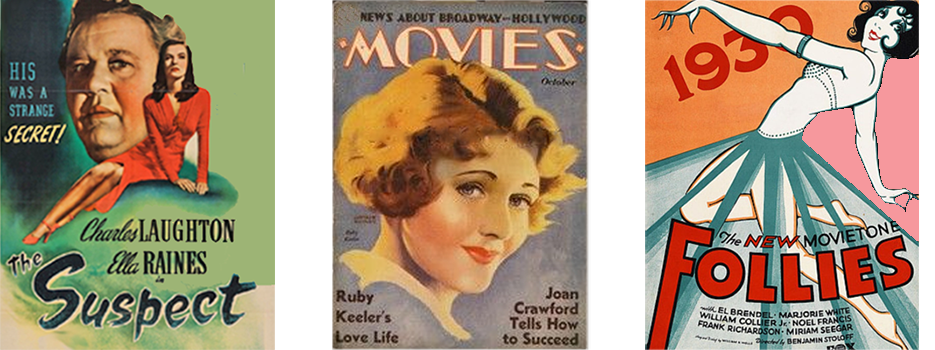 HIS
WAS A
STRANGE
SECRET!
Charles LAUGHTON
Ella RAINES
in
The
Suspect
NEWS ABOUT BROADWAY—HOLLYWOOD
MOVIES
October
Ruby
Keeler's
Love Life
Joan
Crawford
Tells How
to Succeed
1930
The NEW MOVIETONE
FOLLIES
with EL BRENDEL · MARJORIE WHITE
WILLIAM COLLIER Jr. · NOEL FRANCIS
FRANK RICHARDSON · MIRIAM SEEGAR
Directed by BENJAMIN STOLOFF
FOX